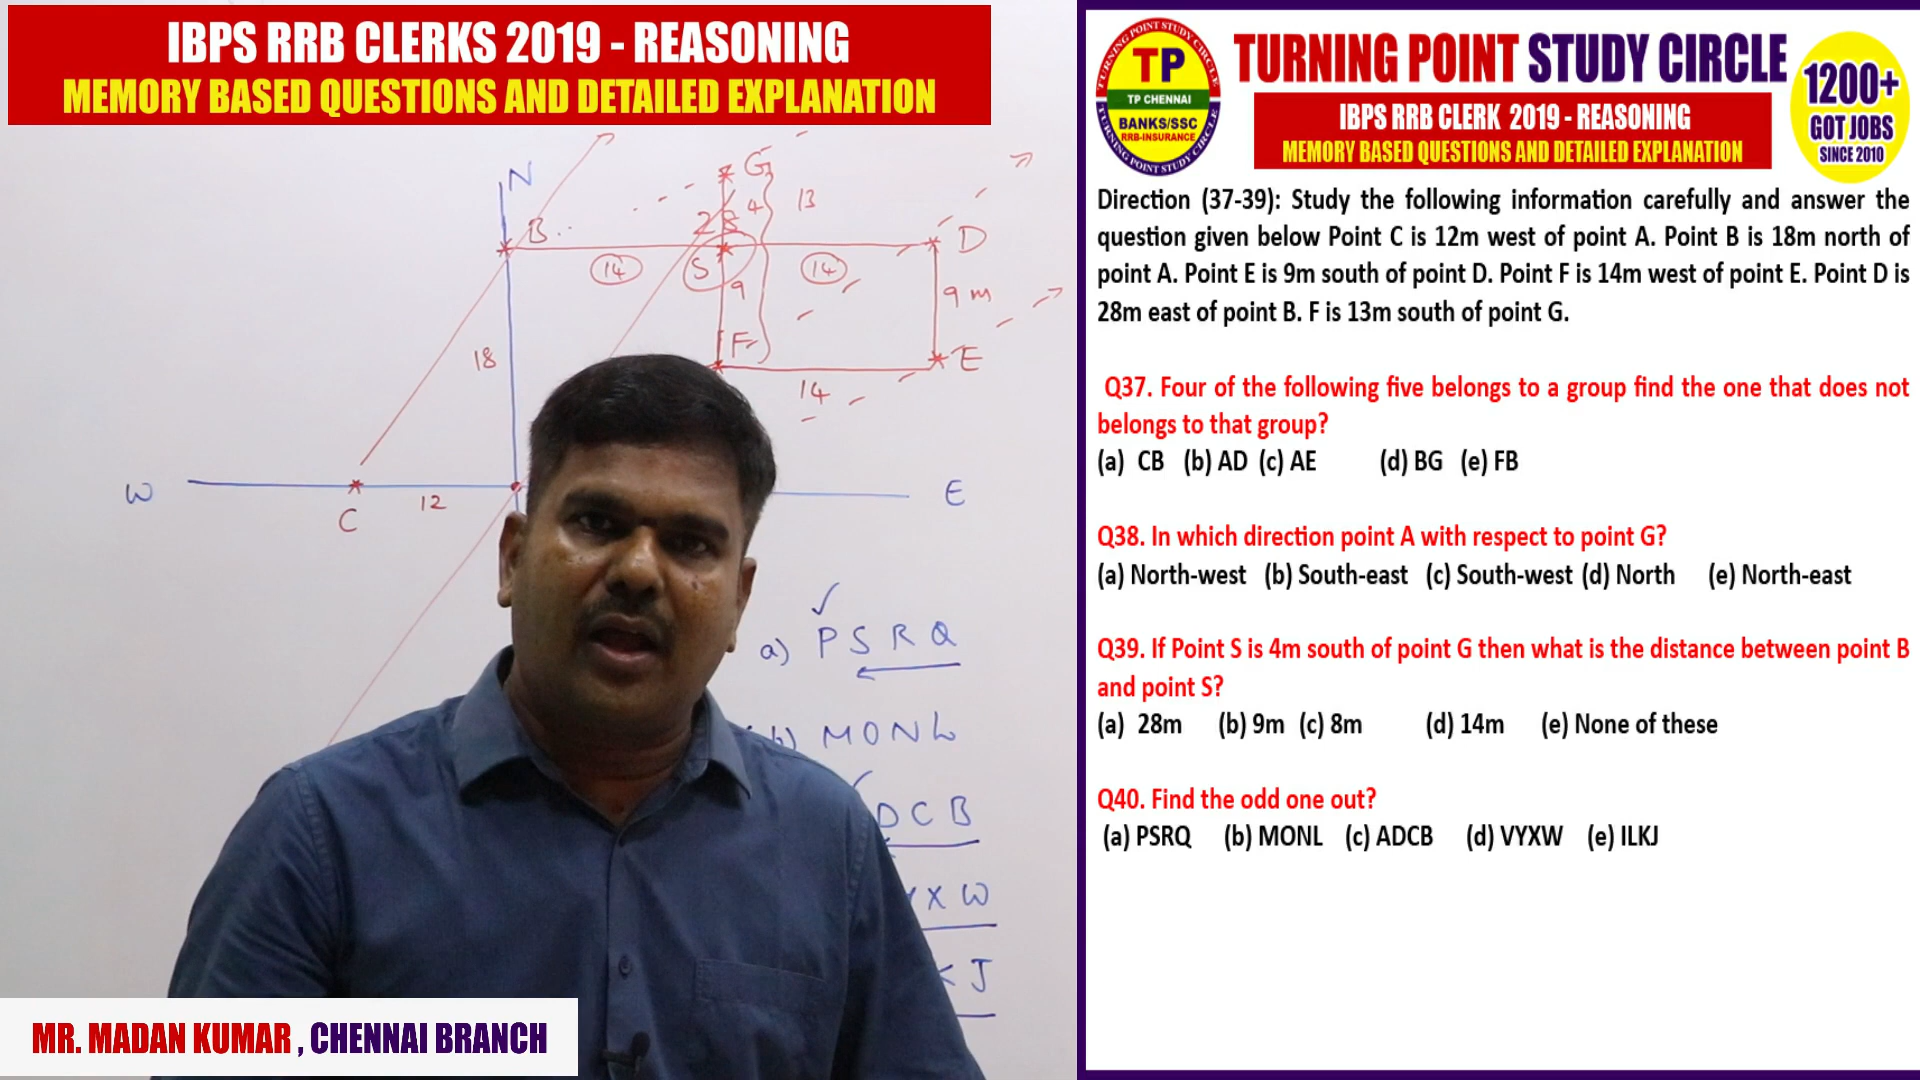 IBPS RRB CLERKS 2019 - REASONING
MEMORY BASED QUESTIONS AND DETAILED EXPLANATION
N
B
G
13
4
28
D
14
S
14
9
9 m
18
F
E
14
W
C
12
E
a) P S R Q
b) M O N L
D C B
Y X W
K J
MR. MADAN KUMAR , CHENNAI BRANCH
TURNING POINT STUDY CIRCLE
TURNING POINT STUDY CIRCLE
TP
TP CHENNAI
BANKS/SSC
RRB-INSURANCE
TURNING POINT STUDY CIRCLE
IBPS RRB CLERK 2019 - REASONING
MEMORY BASED QUESTIONS AND DETAILED EXPLANATION
1200+
GOT JOBS
SINCE 2010
Direction (37-39): Study the following information carefully and answer the
question given below Point C is 12m west of point A. Point B is 18m north of
point A. Point E is 9m south of point D. Point F is 14m west of point E. Point D is
28m east of point B. F is 13m south of point G.
Q37. Four of the following five belongs to a group find the one that does not
belongs to that group?
(a) CB (b) AD (c) AE (d) BG (e) FB
Q38. In which direction point A with respect to point G?
(a) North-west (b) South-east (c) South-west (d) North (e) North-east
Q39. If Point S is 4m south of point G then what is the distance between point B
and point S?
(a) 28m (b) 9m (c) 8m (d) 14m (e) None of these
Q40. Find the odd one out?
(a) PSRQ (b) MONL (c) ADCB (d) VYXW (e) ILKJ